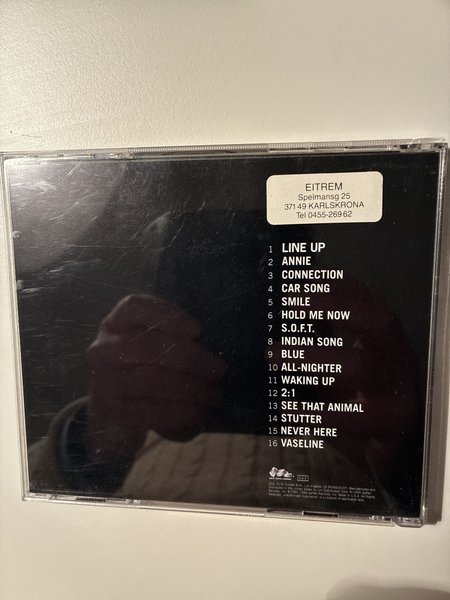 EITREM
Spelmansg 25
371 49 KARLSKRONA
Tel 0455-269 62
1 LINE UP
2 ANNIE
3 CONNECTION
4 CAR SONG
5 SMILE
6 HOLD ME NOW
7 S.O.F.T.
8 INDIAN SONG
9 BLUE
10 ALL-NIGHTER
11 WAKING UP
12 2:1
13 SEE THAT ANIMAL
14 STUTTER
15 NEVER HERE
16 VASELINE